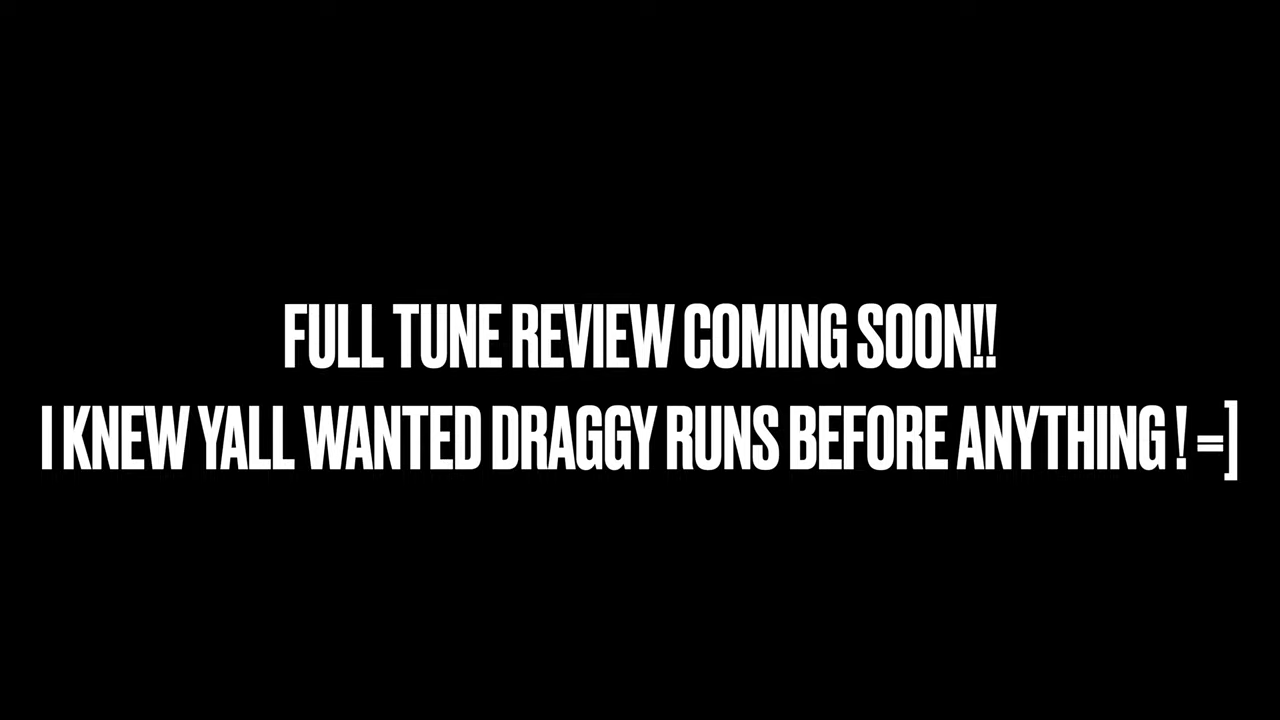 FULL TUNE REVIEW COMING SOON!!
I KNEW YALL WANTED DRAGGY RUNS BEFORE ANYTHING ! =]